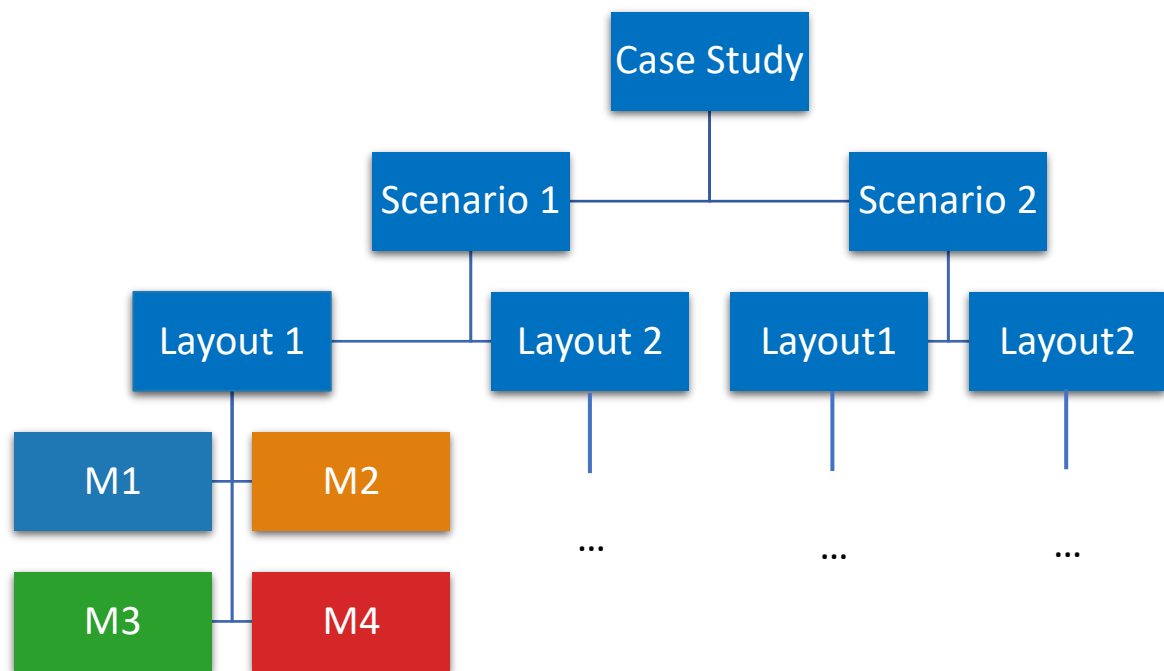 Case Study
Scenario 1
Scenario 2
Layout 1
Layout 2
Layout1
Layout2
M1
M2
...
...
...
M3
M4